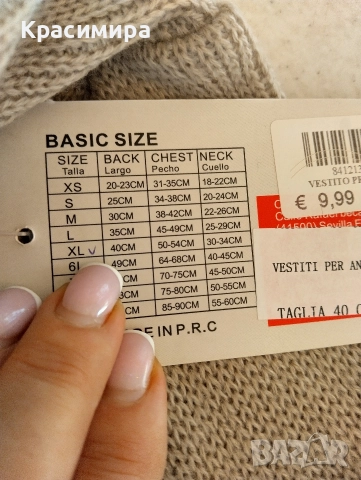 Красимира
BASIC SIZE
SIZE BACK CHEST NECK
Talla Largo Pecho Cuello
XS 20-23CM 31-35CM 18-22CM
S 25CM 34-38CM 20-24CM
M 30CM 38-42CM 22-26CM
L 35CM 45-49CM 25-29CM
XL 40CM 50-54CM 30-34CM
49CM 64-68CM 40-45CM
70-75CM 45-50CM
75-80CM 50-55CM
85-90CM 55-60CM
IN P.R.C
841213
VESTITO PE
€ 9,99
(41500) Sevilla
VESTITI PER AN
TAGLIA 40 C
BAZAR